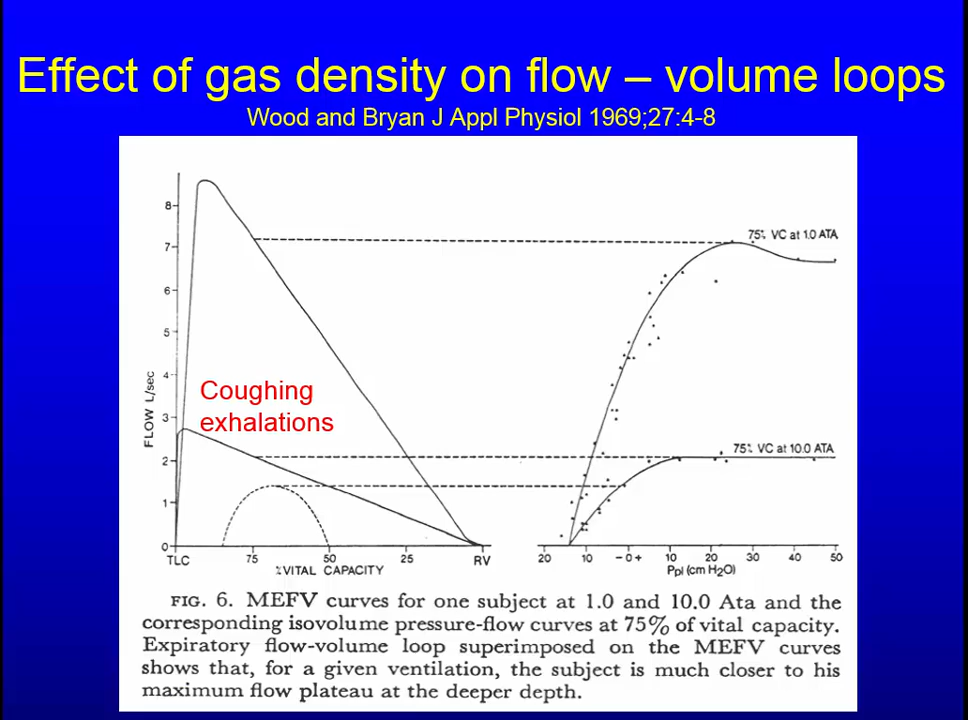 Effect of gas density on flow – volume loops
Wood and Bryan J Appl Physiol 1969;27:4-8
8
7
6
5
4
3
2
1
0
FLOW L/sec
Coughing
exhalations
75% VC at 1.0 ATA
75% VC at 10.0 ATA
TLC 75 50 25 RV
%VITAL CAPACITY
20 10 -0+ 10 20 30 40 50
Ppl (cm H2O)
FIG. 6. MEFV curves for one subject at 1.0 and 10.0 Ata and the
corresponding isovolume pressure-flow curves at 75% of vital capacity.
Expiratory flow-volume loop superimposed on the MEFV curves
shows that, for a given ventilation, the subject is much closer to his
maximum flow plateau at the deeper depth.